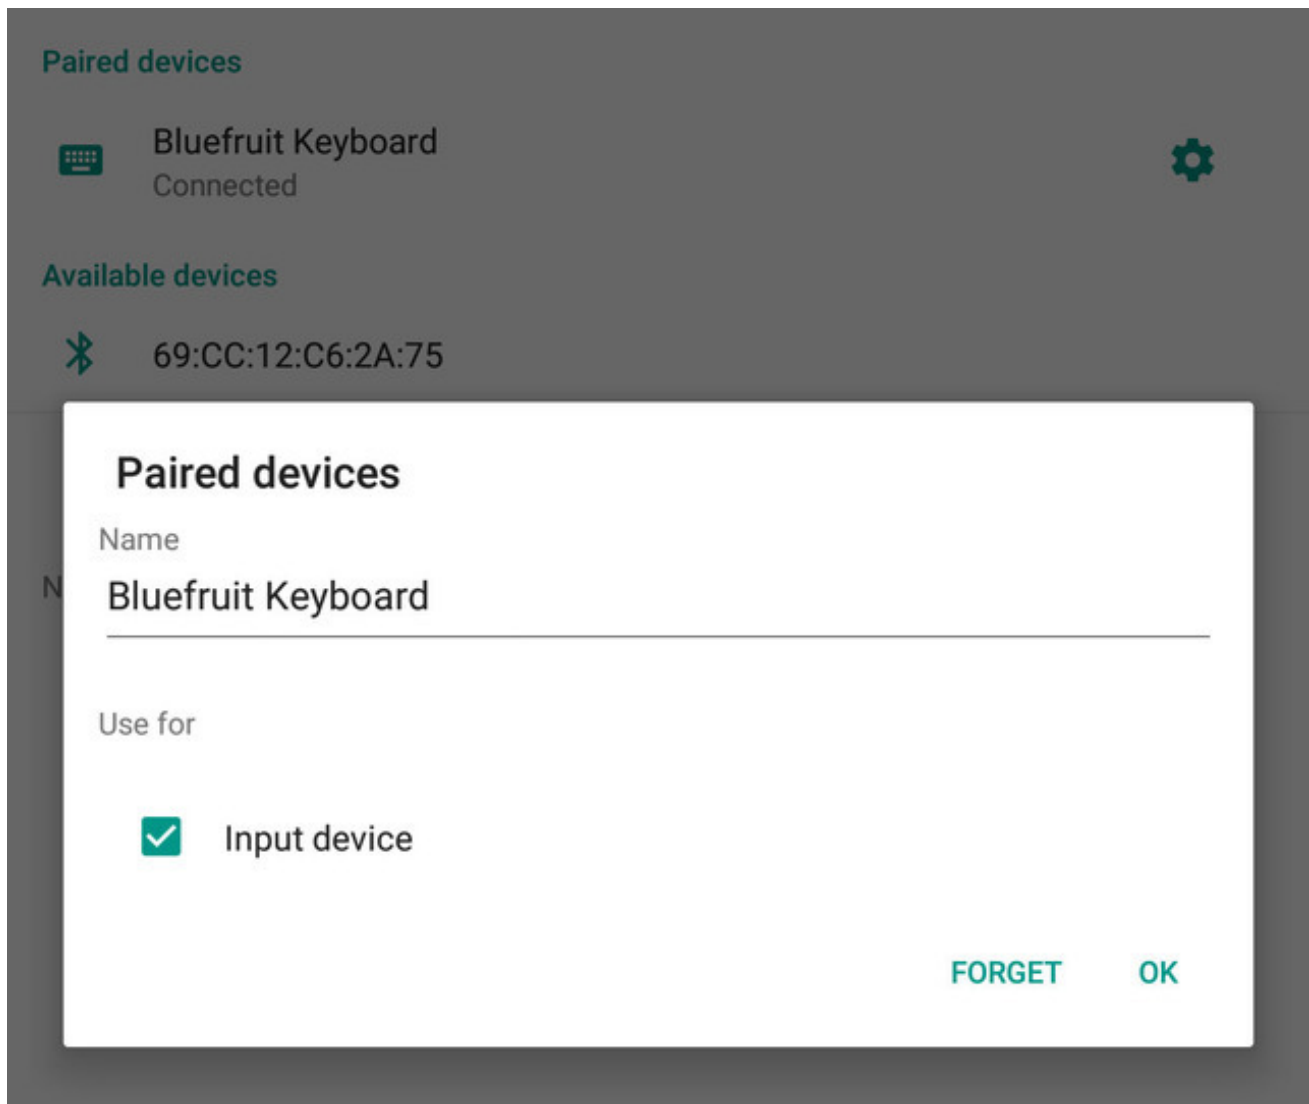 Paired devices
Bluefruit Keyboard
Connected
Available devices
69:CC:12:C6:2A:75
Paired devices
Name
N
Bluefruit Keyboard
Use for
Input device
FORGET OK